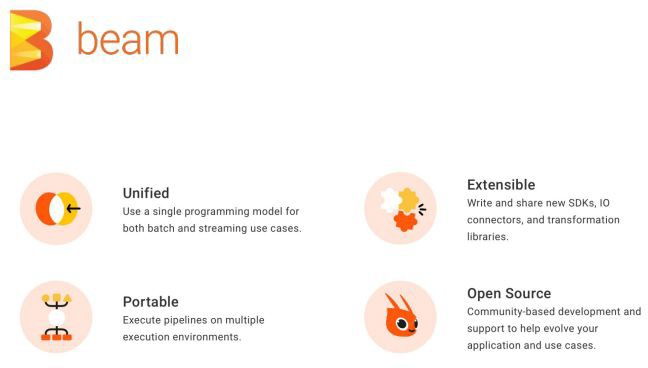 beam
Unified
Use a single programming model for
both batch and streaming use cases.
Extensible
Write and share new SDKs, IO
connectors, and transformation
libraries.
Portable
Execute pipelines on multiple
execution environments.
Open Source
Community-based development and
support to help evolve your
application and use cases.